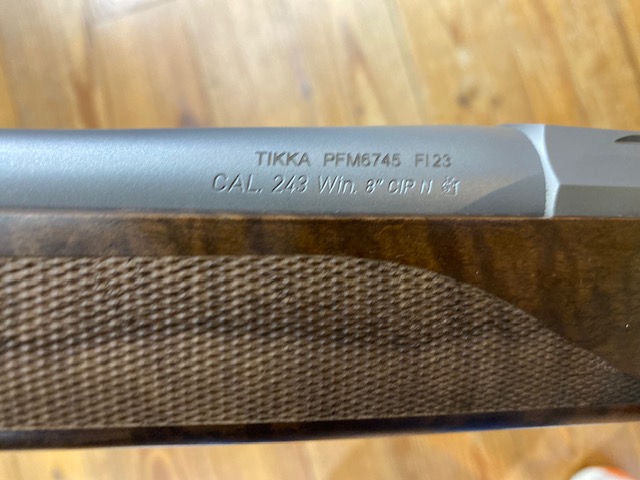 TIKKA PFM6745 FI23
CAL. 243 Win. 8" CIP N